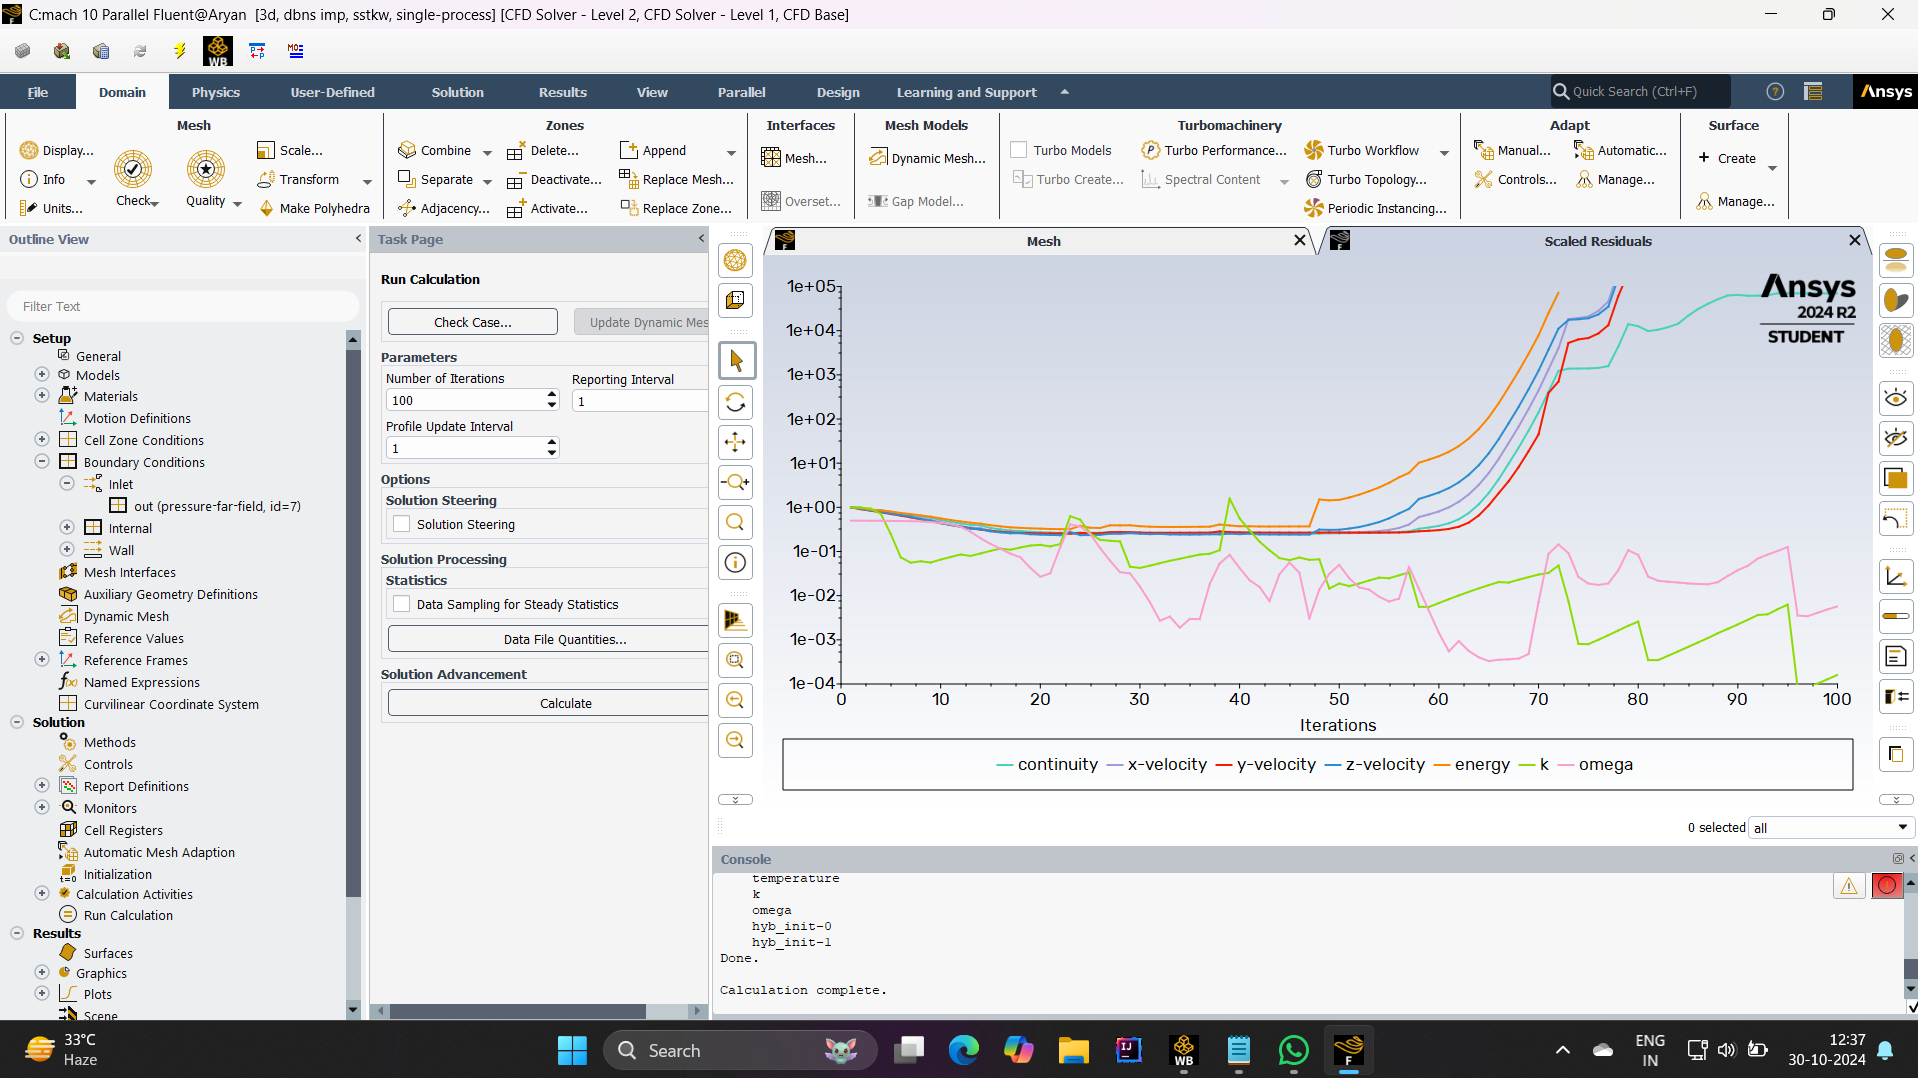 C:mach 10 Parallel Fluent@Aryan [3d, dbns imp, sstkw, single-process] [CFD Solver - Level 2, CFD Solver - Level 1, CFD Base]
File Domain Physics User-Defined Solution Results View Parallel Design Learning and Support Quick Search (Ctrl+F) Ansys
Mesh
Display... Info Units... Check Quality Scale... Transform Make Polyhedra
Zones
Combine Separate Adjacency... Delete... Deactivate... Activate... Append Replace Mesh... Replace Zone...
Interfaces
Mesh... Overset...
Mesh Models
Dynamic Mesh... Gap Model...
Turbomachinery
Turbo Models Turbo Create... Turbo Performance... Spectral Content Turbo Workflow Turbo Topology... Periodic Instancing...
Adapt
Manual... Controls... Automatic... Manage...
Surface
+ Create Manage...
Outline View
Filter Text
Setup
General
Models
Materials
Motion Definitions
Cell Zone Conditions
Boundary Conditions
Inlet
out (pressure-far-field, id=7)
Internal
Wall
Mesh Interfaces
Auxiliary Geometry Definitions
Dynamic Mesh
Reference Values
Reference Frames
Named Expressions
Curvilinear Coordinate System
Solution
Methods
Controls
Report Definitions
Monitors
Cell Registers
Automatic Mesh Adaption
Initialization
Calculation Activities
Run Calculation
Results
Surfaces
Graphics
Plots
Scene
Task Page
Run Calculation
Check Case... Update Dynamic Mes
Parameters
Number of Iterations Reporting Interval
100 1
Profile Update Interval
1
Options
Solution Steering
Solution Steering
Solution Processing
Statistics
Data Sampling for Steady Statistics
Data File Quantities...
Solution Advancement
Calculate
Mesh Scaled Residuals
Ansys
2024 R2
STUDENT
1e+05
1e+04
1e+03
1e+02
1e+01
1e+00
1e-01
1e-02
1e-03
1e-04
0 10 20 30 40 50 60 70 80 90 100
Iterations
continuity x-velocity y-velocity z-velocity energy k omega
0 selected all
Console
temperature
k
omega
hyb_init-0
hyb_init-1
Done.
Calculation complete.
33°C
Haze
Search
ENG
IN
12:37
30-10-2024